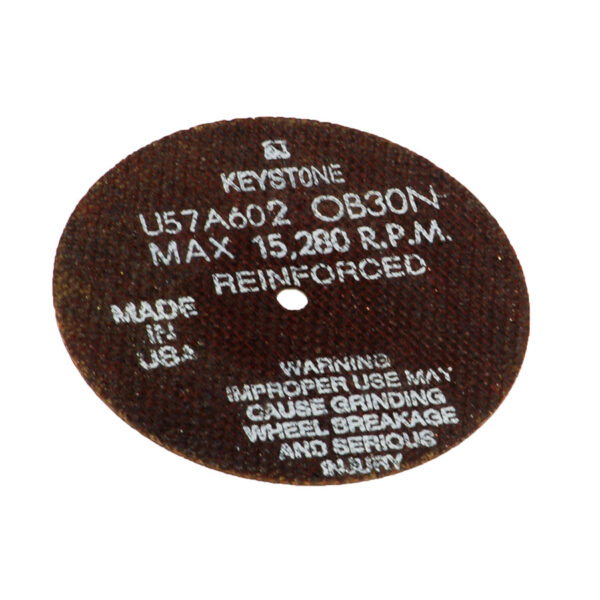 KEYSTONE
U57A602 OB30N
MAX 15,280 R.P.M.
REINFORCED
MADE
IN
USA
WARNING
IMPROPER USE MAY
CAUSE GRINDING
WHEEL BREAKAGE
AND SERIOUS
INJURY